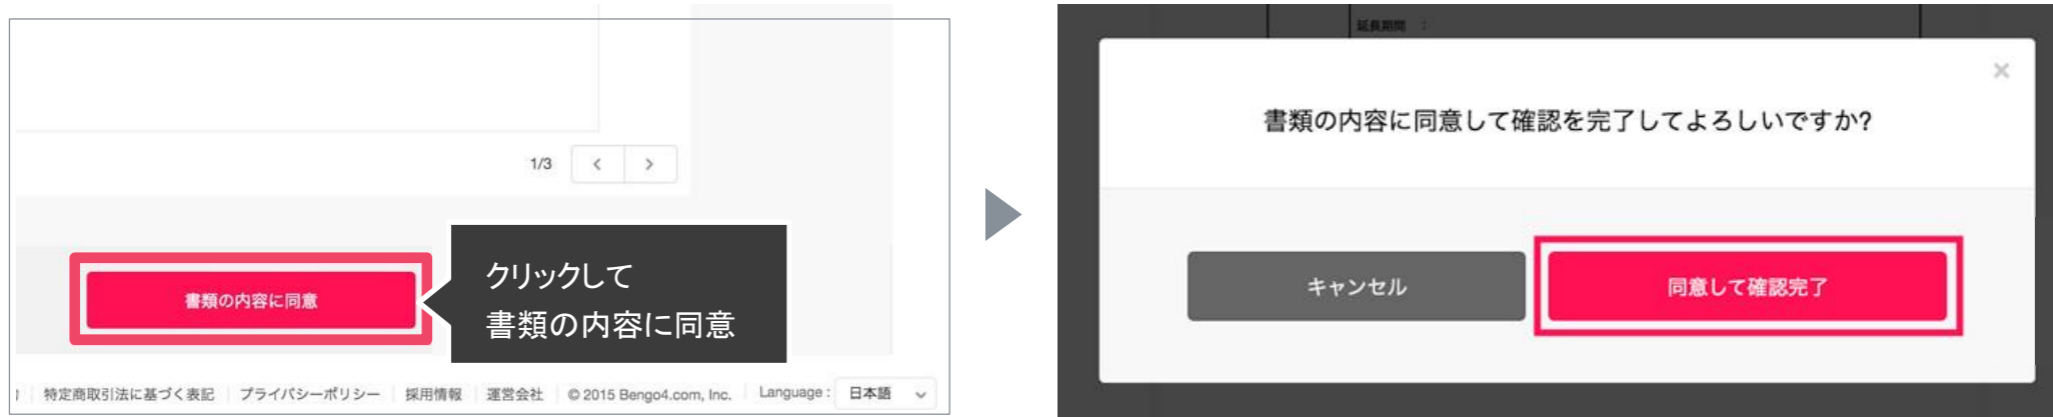 1/3
書類の内容に同意
クリックして
書類の内容に同意
特定商取引法に基づく表記 プライバシーポリシー 採用情報 運営会社 © 2015 Bengo4.com, Inc. Language : 日本語
延長期間 :
×
書類の内容に同意して確認を完了してよろしいですか?
キャンセル
同意して確認完了